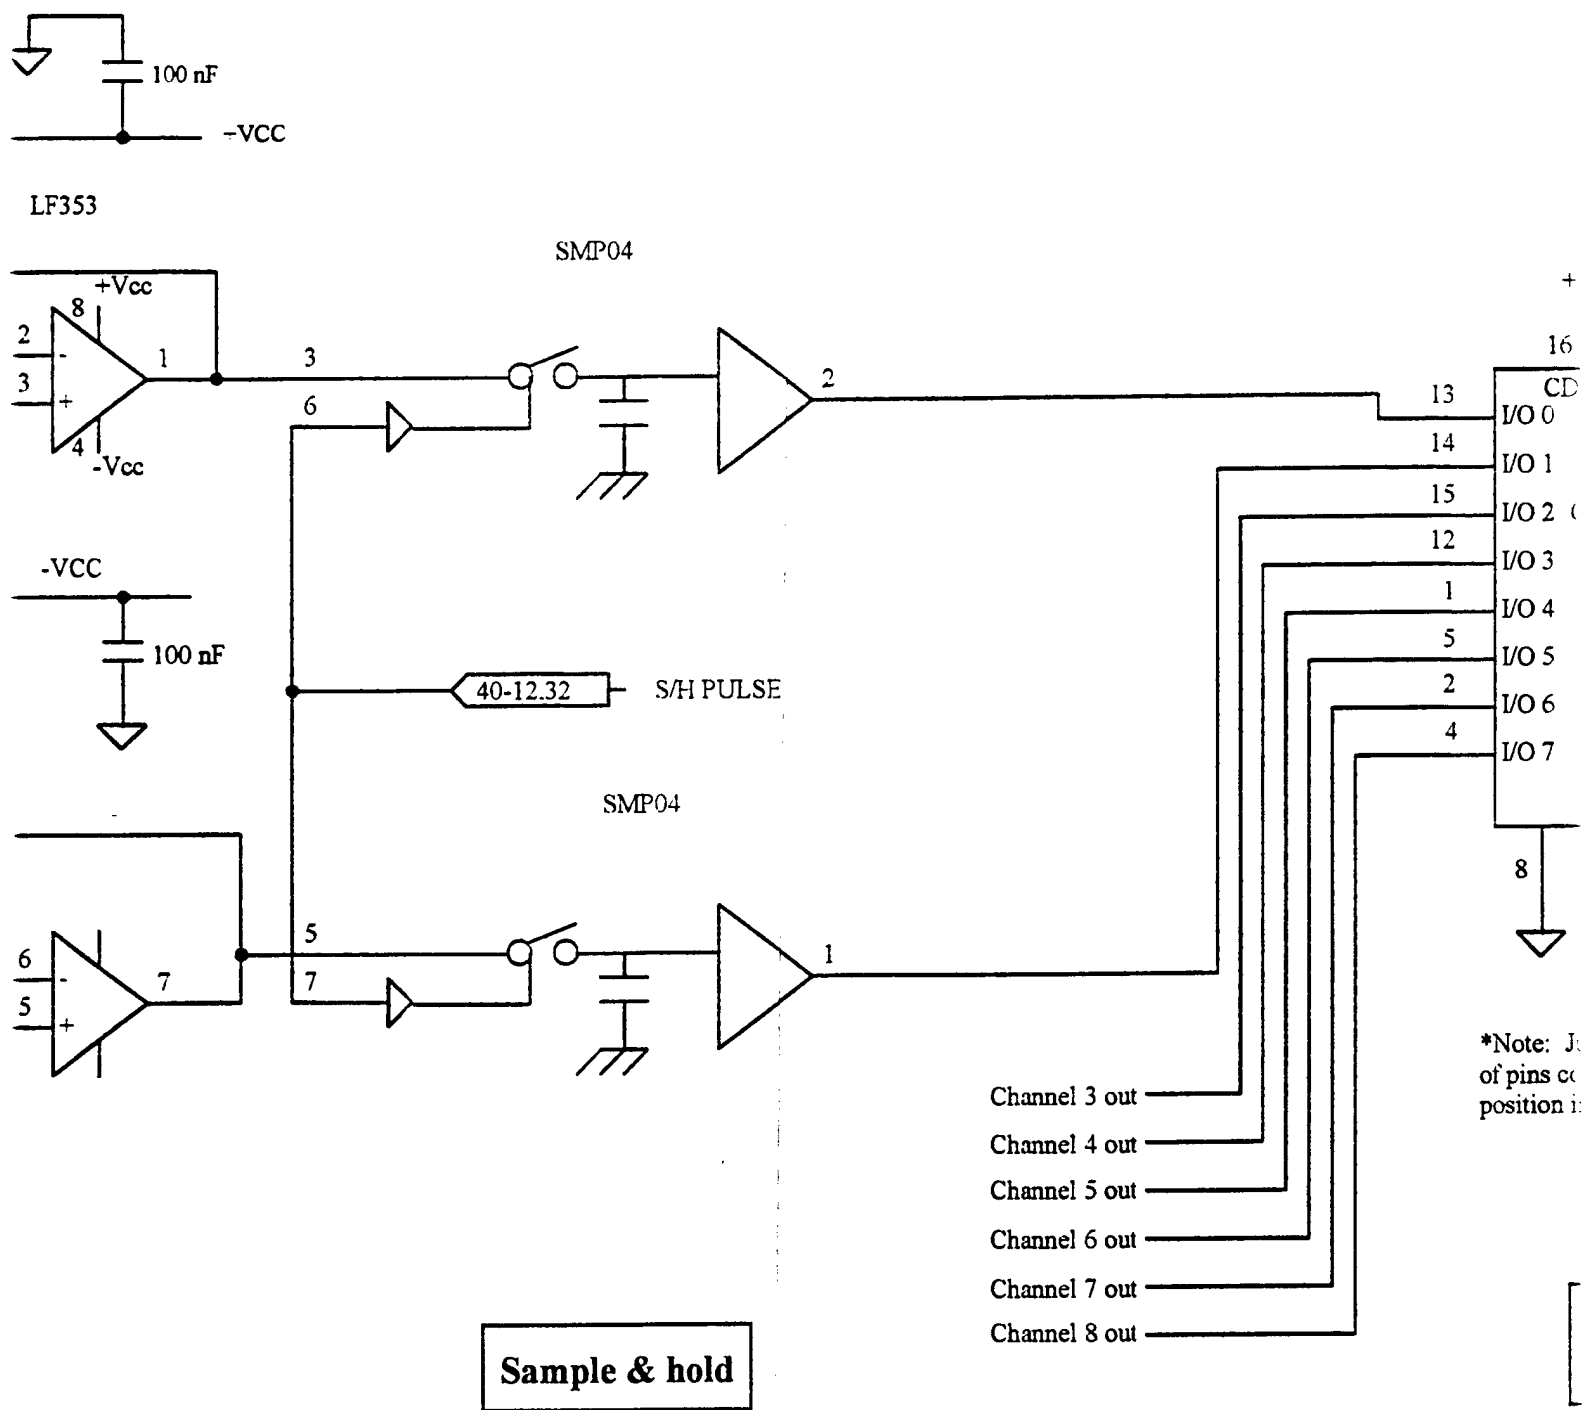 100 nF
+VCC
LF353
SMP04
+
+Vcc
8
2
-
1
3
16
3
+
2
CD
13
I/O 0
6
4
-Vcc
14
I/O 1
15
I/O 2
-VCC
12
I/O 3
1
I/O 4
100 nF
5
I/O 5
40-12.32
S/H PULSE
2
I/O 6
4
I/O 7
SMP04
8
5
1
6
-
7
7
5
+
*Note:
of pins
position
Channel 3 out
Channel 4 out
Channel 5 out
Channel 6 out
Channel 7 out
Channel 8 out
Sample & hold